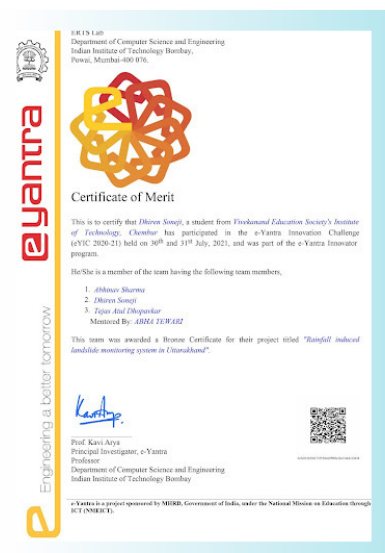 ERTS Lab
Department of Computer Science and Engineering
Indian Institute of Technology Bombay,
Powai, Mumbai-400 076.
eyantra
Engineering a better tomorrow
Certificate of Merit
This is to certify that Dhiren Soneji, a student from Vivekanand Education Society's Institute
of Technology, Chembur has participated in the e-Yantra Innovation Challenge
(eYIC 2020-21) held on 30th and 31st July, 2021, and was part of the e-Yantra Innovator
program.
He/She is a member of the team having the following team members,
1. Abhinav Sharma
2. Dhiren Soneji
3. Tejas Atul Dhopavkar
Mentored By: ABHA TEWARI
This team was awarded a Bronze Certificate for their project titled "Rainfall induced
landslide monitoring system in Uttarakhand".
Prof. Kavi Arya
Principal Investigator, e-Yantra
Professor
Department of Computer Science and Engineering
Indian Institute of Technology Bombay
e-Yantra is a project sponsored by MHRD, Government of India, under the National Mission on Education through
ICT (NMEICT).